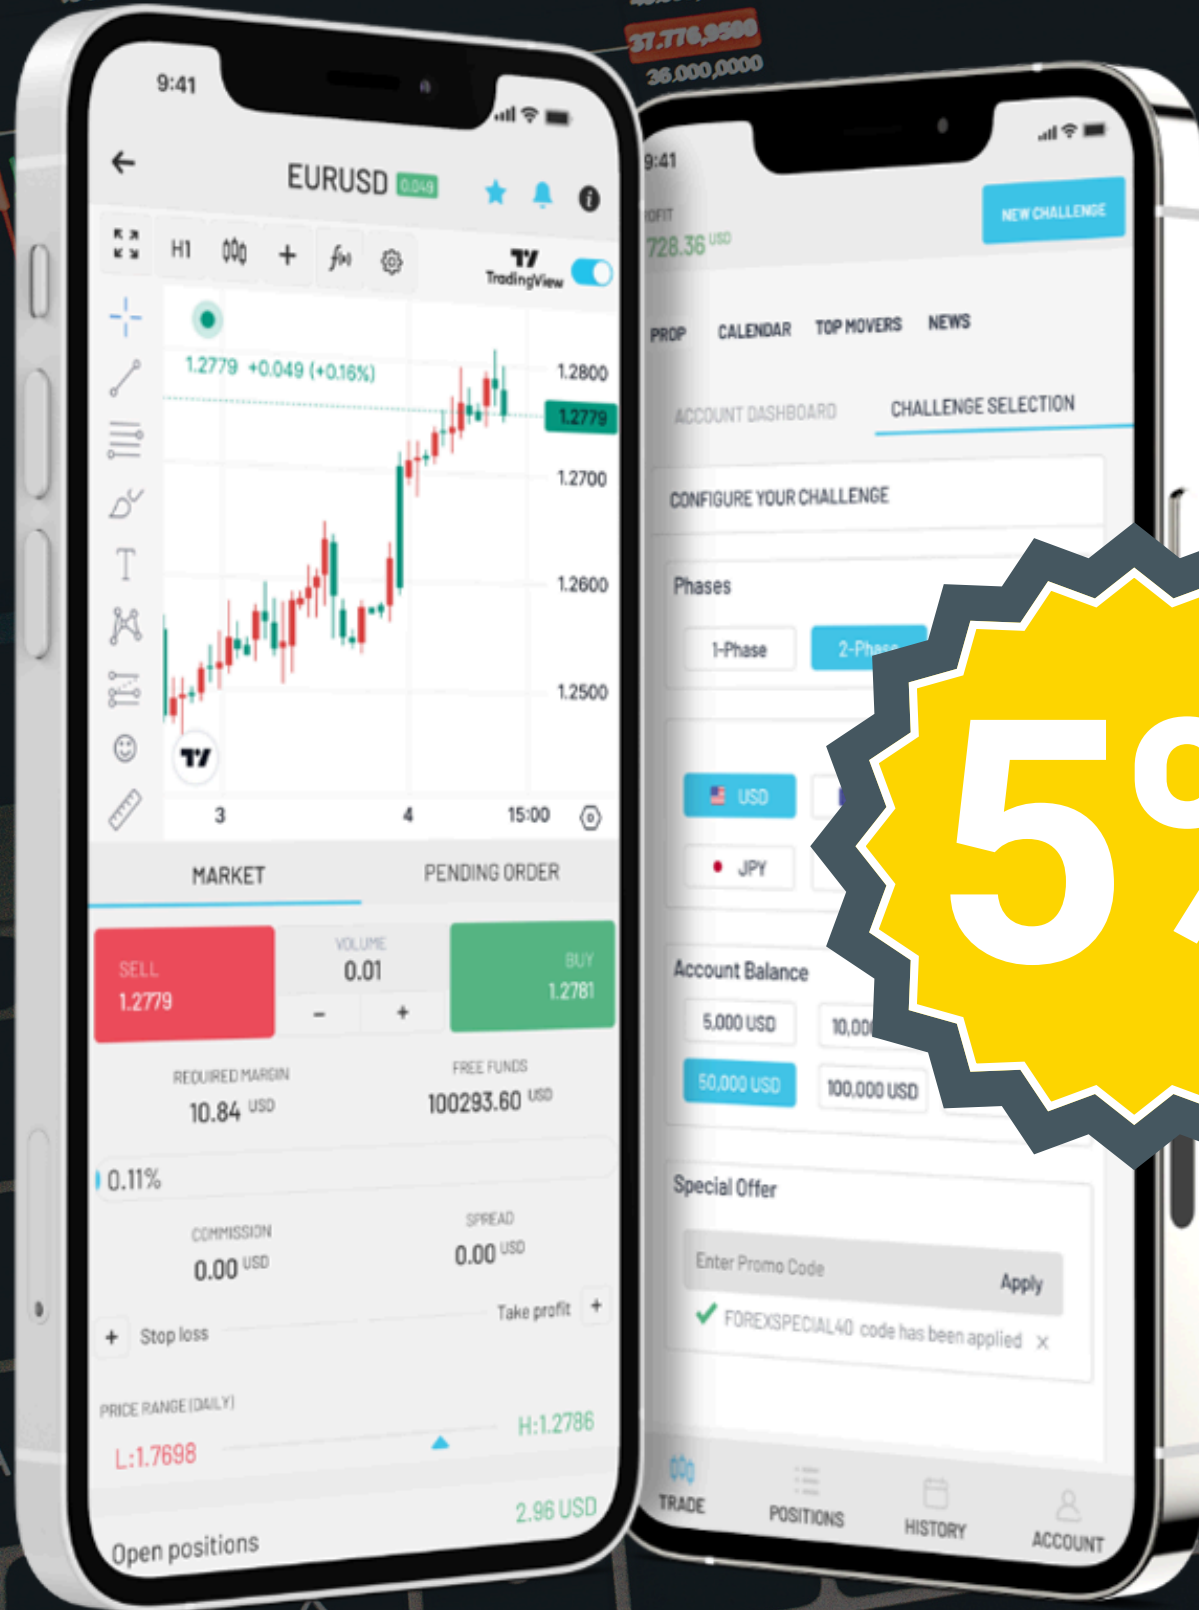 37.776,9500
36.000,0000
9:41
EURUSD 0.049
H1
TradingView
1.2779 +0.049 (+0.16%)
1.2800
1.2779
1.2700
1.2600
1.2500
3 4 15:00
MARKET PENDING ORDER
SELL
1.2779
VOLUME
0.01
- +
BUY
1.2781
REQUIRED MARGIN
10.84 USD
FREE FUNDS
100293.60 USD
0.11%
COMMISSION
0.00 USD
SPREAD
0.00 USD
+ Stop loss
Take profit +
PRICE RANGE (DAILY)
L:1.7698
H:1.2786
2.96 USD
Open positions
9:41
OFIT
728.36 USD
NEW CHALLENGE
PROP CALENDAR TOP MOVERS NEWS
ACCOUNT DASHBOARD CHALLENGE SELECTION
CONFIGURE YOUR CHALLENGE
Phases
1-Phase 2-Phase
USD
JPY
Account Balance
5,000 USD 10,00
50,000 USD 100,000 USD
Special Offer
Enter Promo Code Apply
FOREXSPECIAL40 code has been applied ×
TRADE POSITIONS HISTORY ACCOUNT
5%